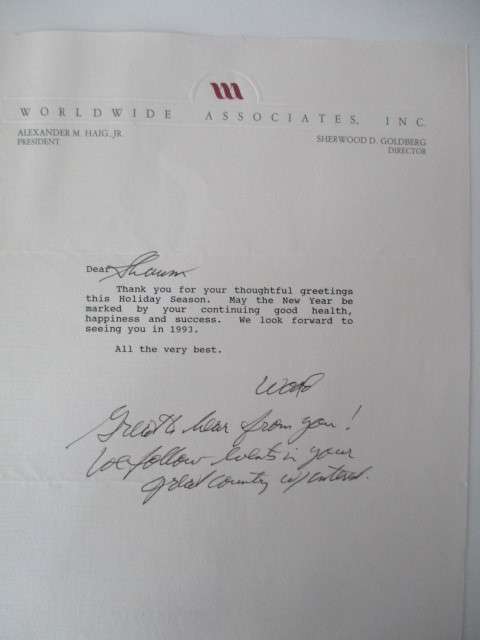 WORLDWIDE ASSOCIATES, INC.
ALEXANDER M. HAIG, JR.
PRESIDENT
SHERWOOD D. GOLDBERG
DIRECTOR
Dear Shaum
Thank you for your thoughtful greetings
this Holiday Season. May the New Year be
marked by your continuing good health,
happiness and success. We look forward to
seeing you in 1993.
All the very best.
Great to hear from you!
We follow events in your
great country w/ interest.